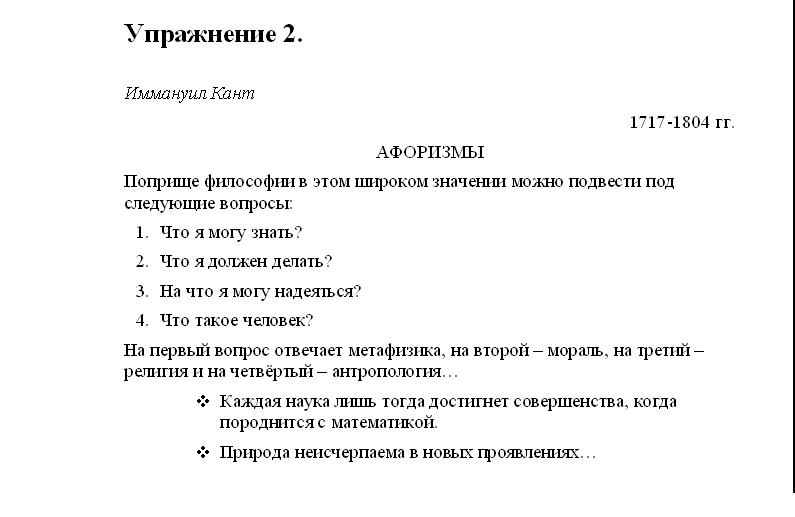 Упражнение 2.
Иммануил Кант
1717-1804 гг.
АФОРИЗМЫ
Поприще философии в этом широком значении можно подвести под
следующие вопросы:
1. Что я могу знать?
2. Что я должен делать?
3. На что я могу надеяться?
4. Что такое человек?
На первый вопрос отвечает метафизика, на второй – мораль, на третий –
религия и на четвёртый – антропология…
❖ Каждая наука лишь тогда достигнет совершенства, когда
породнится с математикой.
❖ Природа неисчерпаема в новых проявлениях…